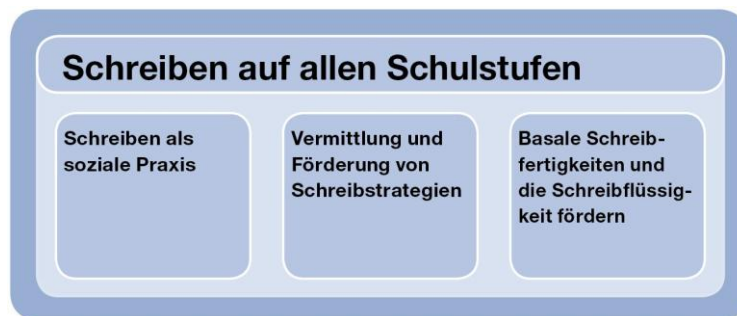 Schreiben auf allen Schulstufen
Schreiben als
soziale Praxis
Vermittlung und
Förderung von
Schreibstrategien
Basale Schreib-
fertigkeiten und
die Schreibflüssig-
keit fördern